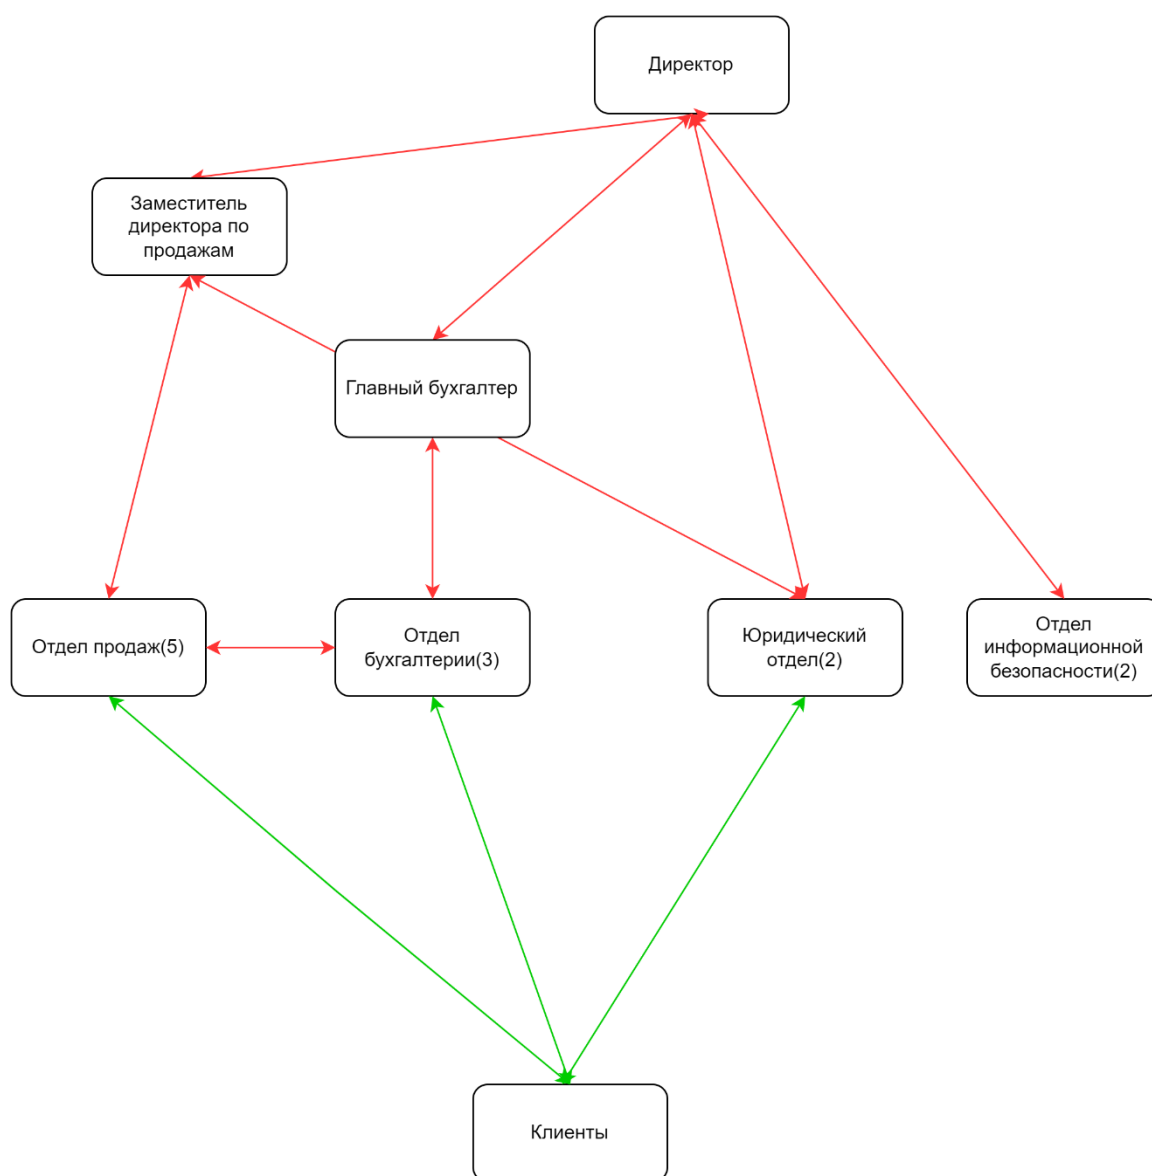 Директор
Заместитель
директора по
продажам
Главный бухгалтер
Отдел продаж(5)
Отдел
бухгалтерии(3)
Юридический
отдел(2)
Отдел
информационной
безопасности(2)
Клиенты